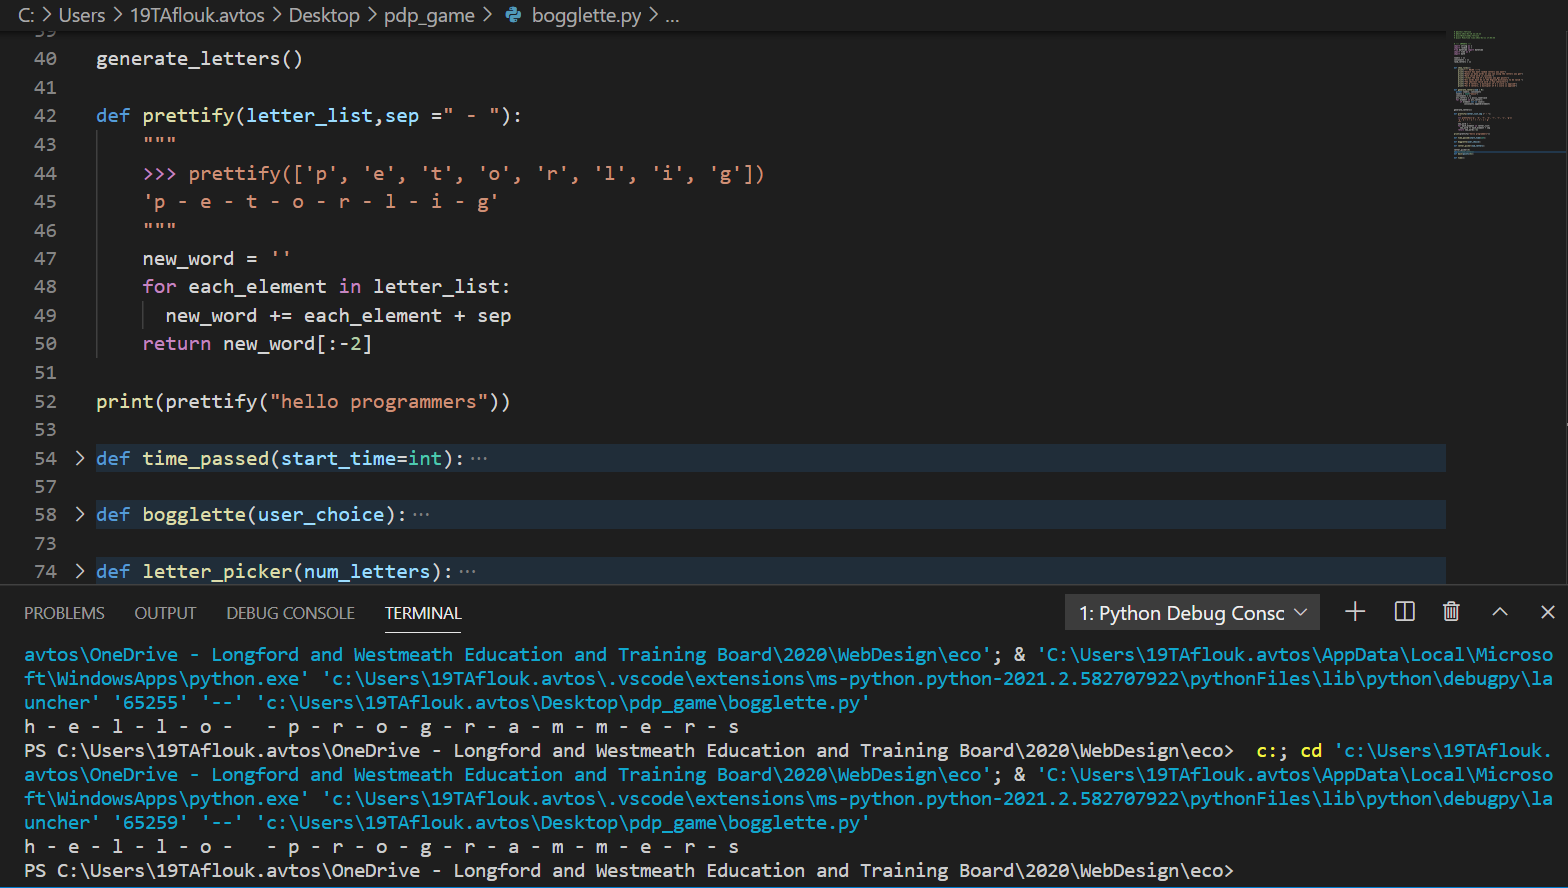 C: > Users > 19TAflouk.avtos > Desktop > pdp_game > bogglette.py > ...
39
40 generate_letters()
41
42 def prettify(letter_list,sep =" - "):
43 """
44 >>> prettify(['p', 'e', 't', 'o', 'r', 'l', 'i', 'g'])
45 'p - e - t - o - r - l - i - g'
46 """
47 new_word = ''
48 for each_element in letter_list:
49 new_word += each_element + sep
50 return new_word[:-2]
51
52 print(prettify("hello programmers"))
53
54 > def time_passed(start_time=int): ...
57
58 > def bogglette(user_choice): ...
73
74 > def letter_picker(num_letters): ...
PROBLEMS OUTPUT DEBUG CONSOLE TERMINAL 1: Python Debug Consc
avtos\OneDrive - Longford and Westmeath Education and Training Board\2020\WebDesign\eco'; & 'C:\Users\19TAflouk.avtos\AppData\Local\Microso
ft\WindowsApps\python.exe' 'c:\Users\19TAflouk.avtos\.vscode\extensions\ms-python.python-2021.2.582707922\pythonFiles\lib\python\debugpy\la
uncher' '65255' '--' 'c:\Users\19TAflouk.avtos\Desktop\pdp_game\bogglette.py'
h - e - l - l - o -   - p - r - o - g - r - a - m - m - e - r - s
PS C:\Users\19TAflouk.avtos\OneDrive - Longford and Westmeath Education and Training Board\2020\WebDesign\eco>  c:; cd 'c:\Users\19TAflouk.
avtos\OneDrive - Longford and Westmeath Education and Training Board\2020\WebDesign\eco'; & 'C:\Users\19TAflouk.avtos\AppData\Local\Microso
ft\WindowsApps\python.exe' 'c:\Users\19TAflouk.avtos\.vscode\extensions\ms-python.python-2021.2.582707922\pythonFiles\lib\python\debugpy\la
uncher' '65259' '--' 'c:\Users\19TAflouk.avtos\Desktop\pdp_game\bogglette.py'
h - e - l - l - o -   - p - r - o - g - r - a - m - m - e - r - s
PS C:\Users\19TAflouk.avtos\OneDrive - Longford and Westmeath Education and Training Board\2020\WebDesign\eco>